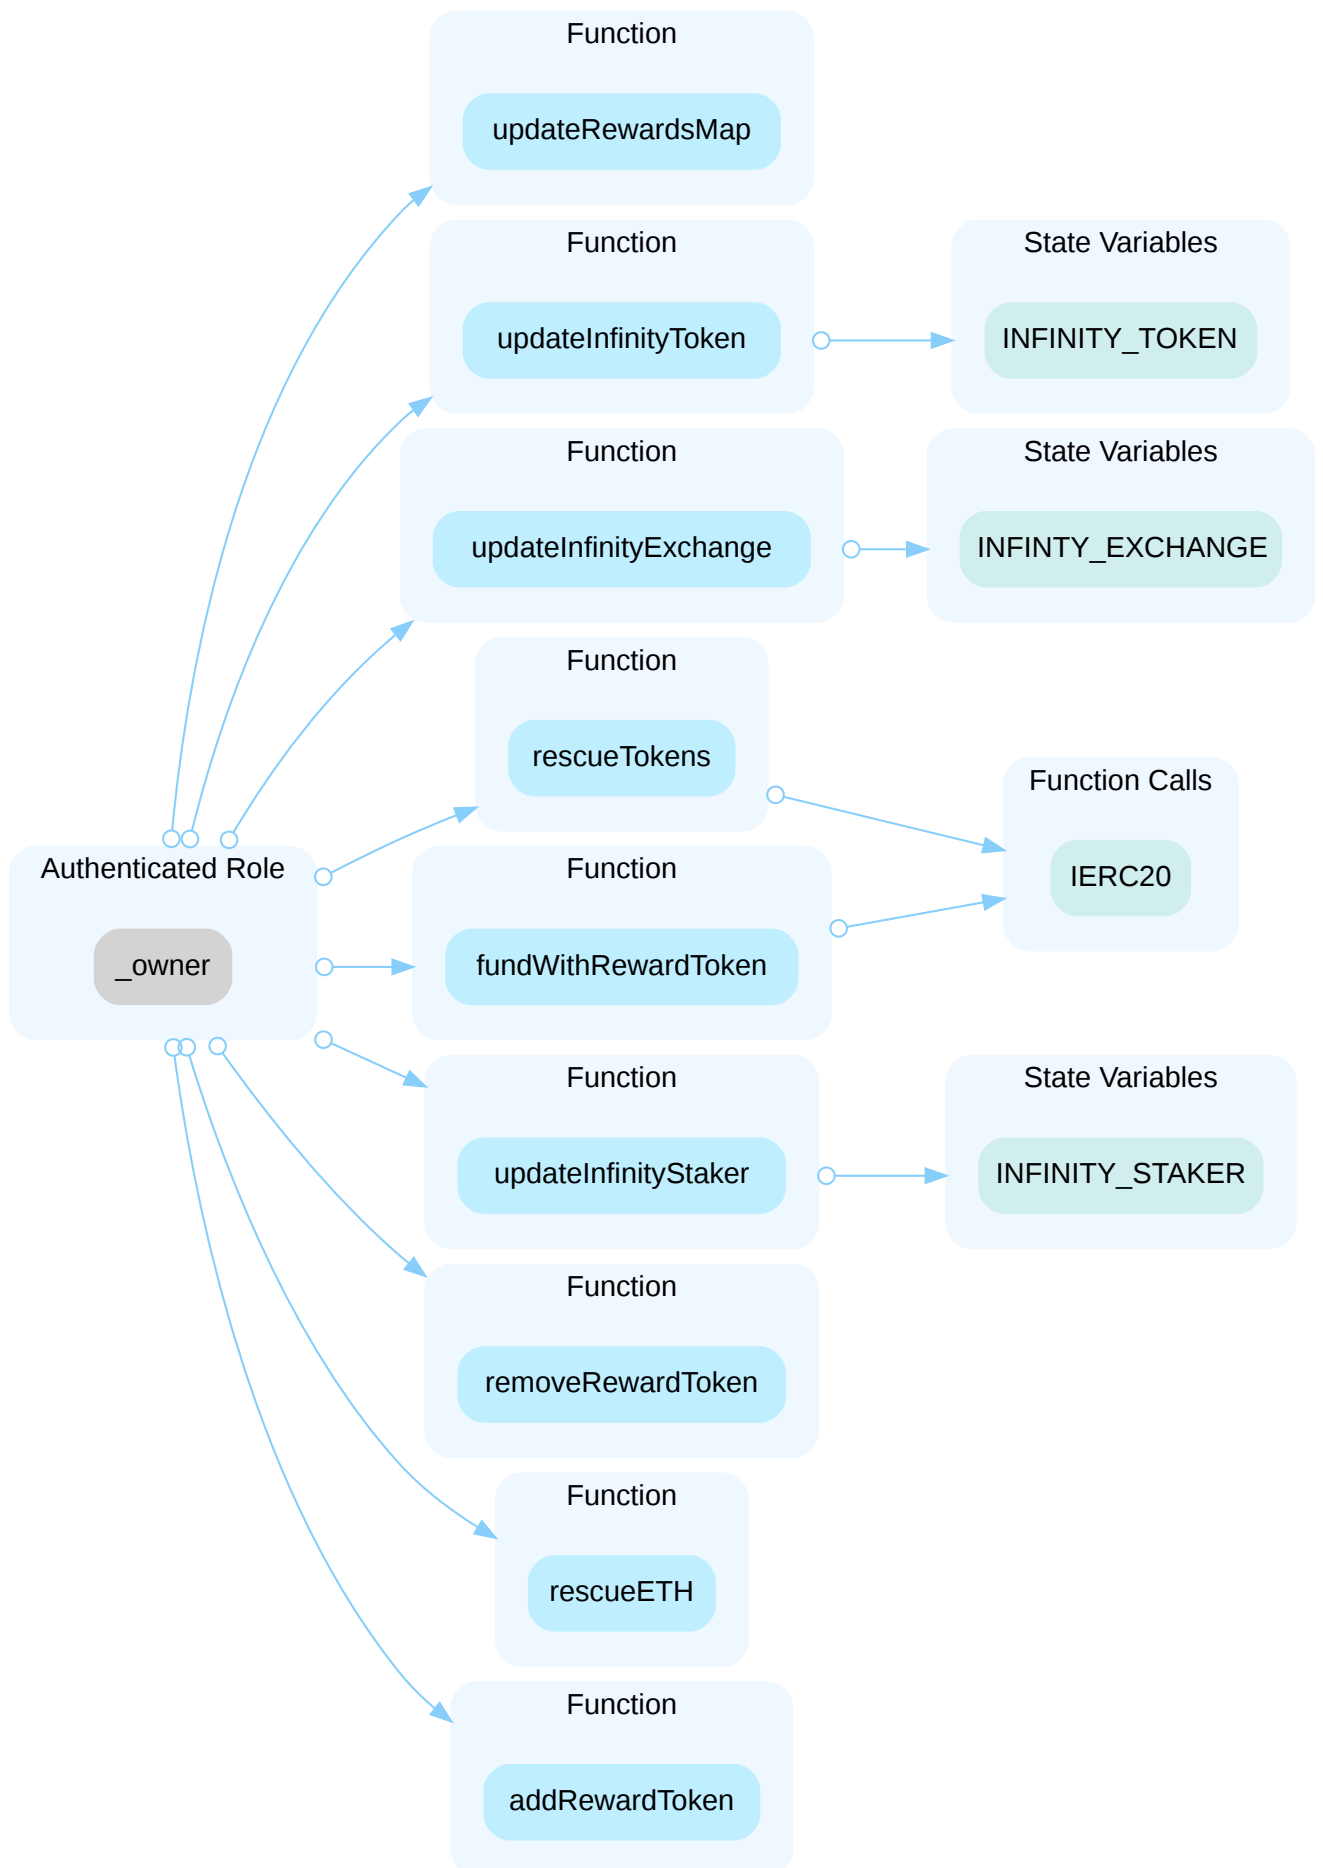 Function
updateRewardsMap
Function
updateInfinityToken
State Variables
INFINITY_TOKEN
Function
updateInfinityExchange
State Variables
INFINTY_EXCHANGE
Function
rescueTokens
Function Calls
IERC20
Authenticated Role
_owner
Function
fundWithRewardToken
Function
updateInfinityStaker
State Variables
INFINITY_STAKER
Function
removeRewardToken
Function
rescueETH
Function
addRewardToken